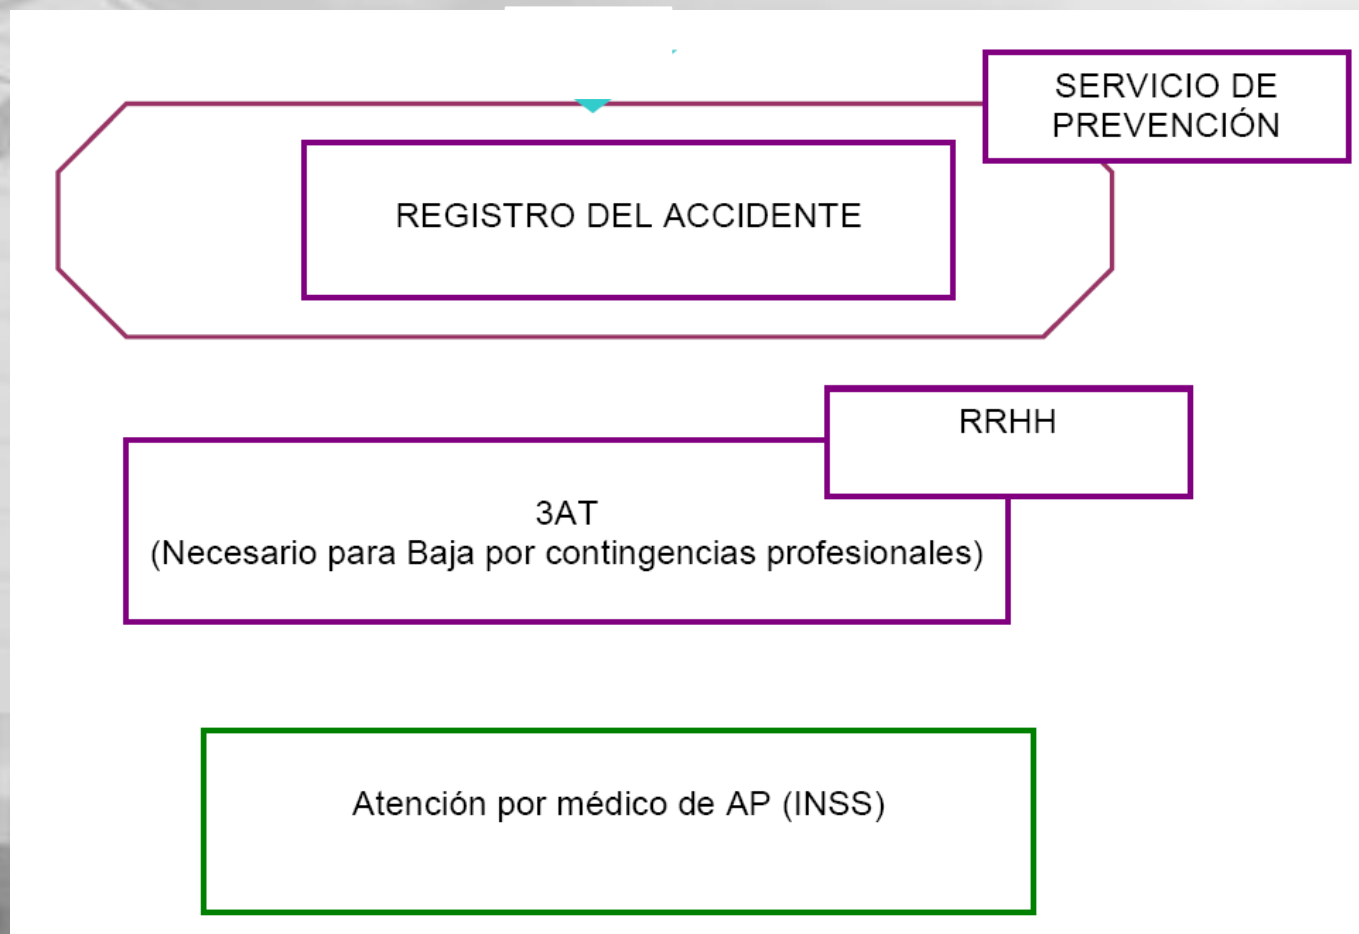 SERVICIO DE
PREVENCIÓN
REGISTRO DEL ACCIDENTE
RRHH
3AT
(Necesario para Baja por contingencias profesionales)
Atención por médico de AP (INSS)